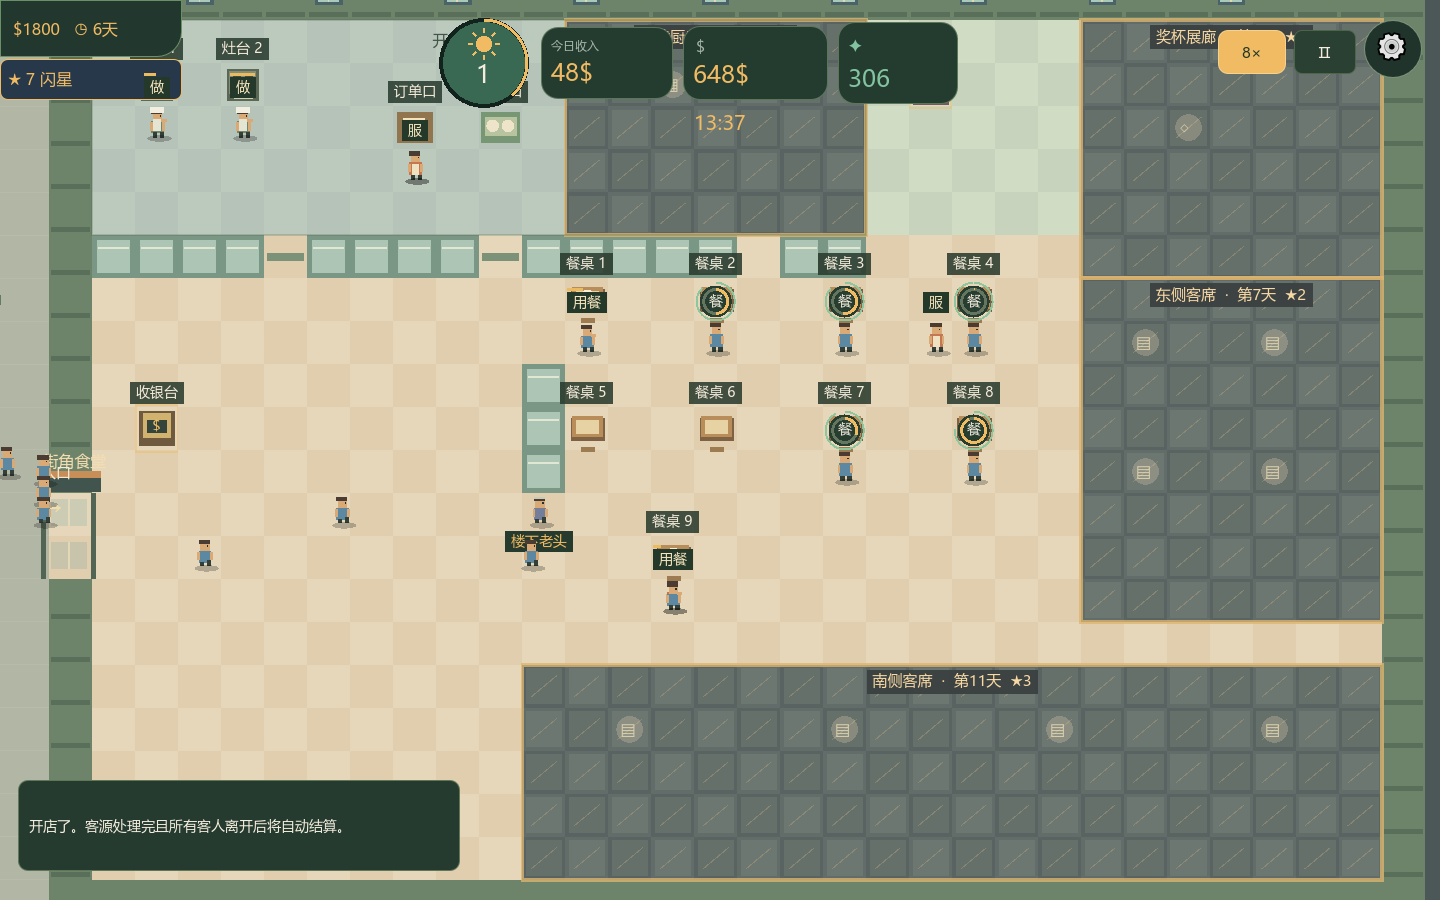 $1800 6天
★ 7 闪星
灶台 2
做
做
订单口
服
1
今日收入
48$
$
648$
306
13:37
奖杯展廊
8×
餐桌 1
餐桌 2
餐桌 3
餐桌 4
用餐
餐
餐
服
餐
东侧客席 · 第7天 ★2
收银台
$
餐桌 5
餐桌 6
餐桌 7
餐桌 8
餐
餐
楼下老头
餐桌 9
用餐
南侧客席 · 第11天 ★3
开店了。客源处理完且所有客人离开后将自动结算。